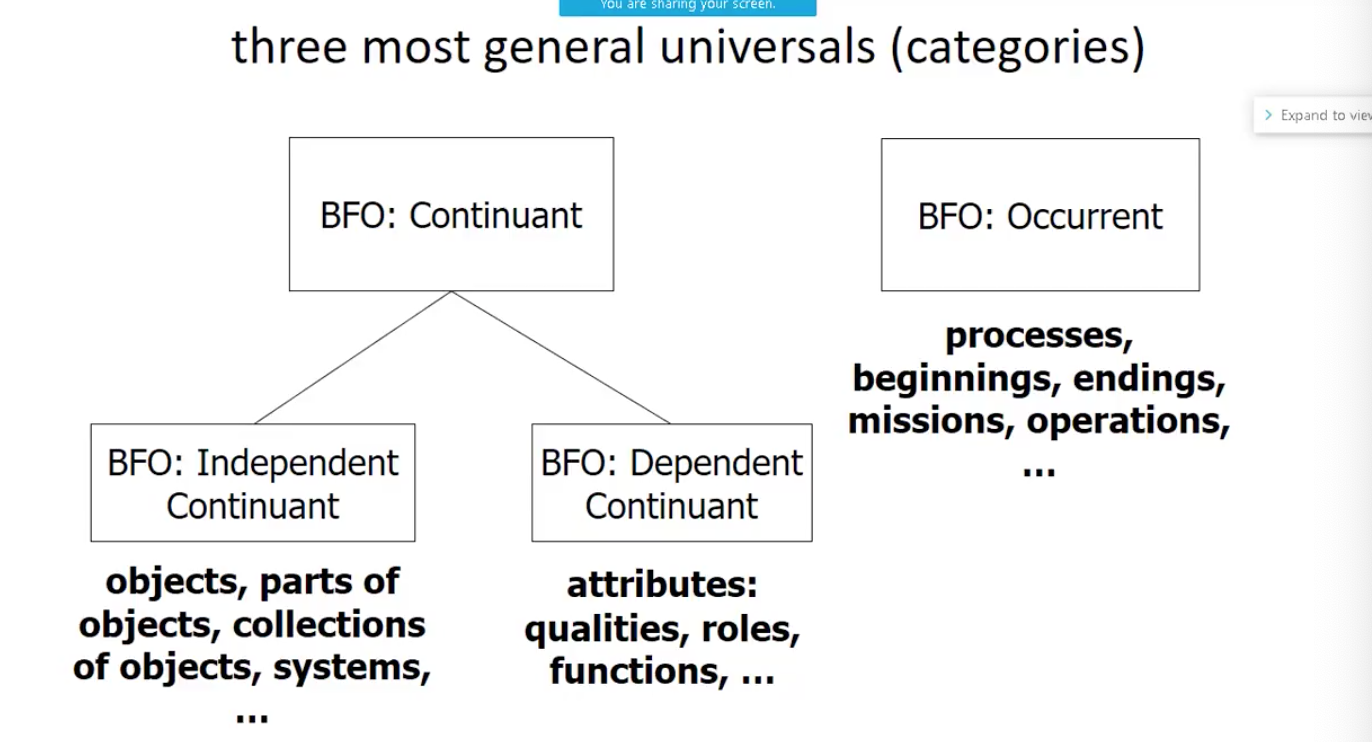 You are sharing your screen.
three most general universals (categories)
Expand to view
BFO: Continuant
BFO: Occurrent
processes,
beginnings, endings,
missions, operations,
...
BFO: Independent
Continuant
BFO: Dependent
Continuant
objects, parts of
objects, collections
of objects, systems,
...
attributes:
qualities, roles,
functions, ...